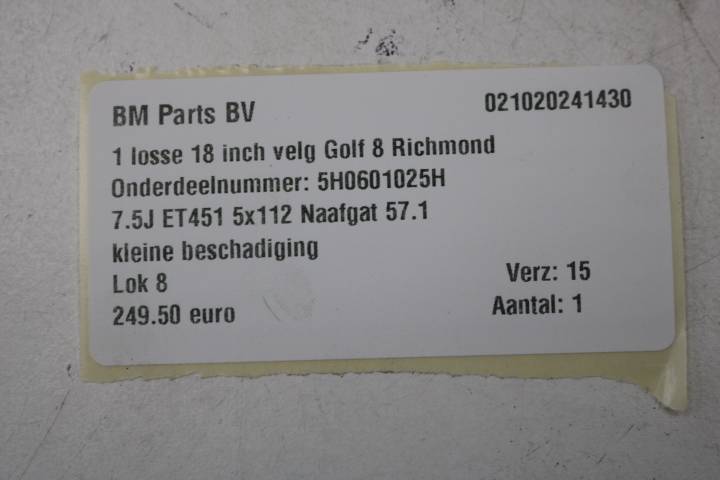 BM Parts BV 021020241430
1 losse 18 inch velg Golf 8 Richmond
Onderdeelnummer: 5H0601025H
7.5J ET451 5x112 Naafgat 57.1
kleine beschadiging
Lok 8 Verz: 15
249.50 euro Aantal: 1